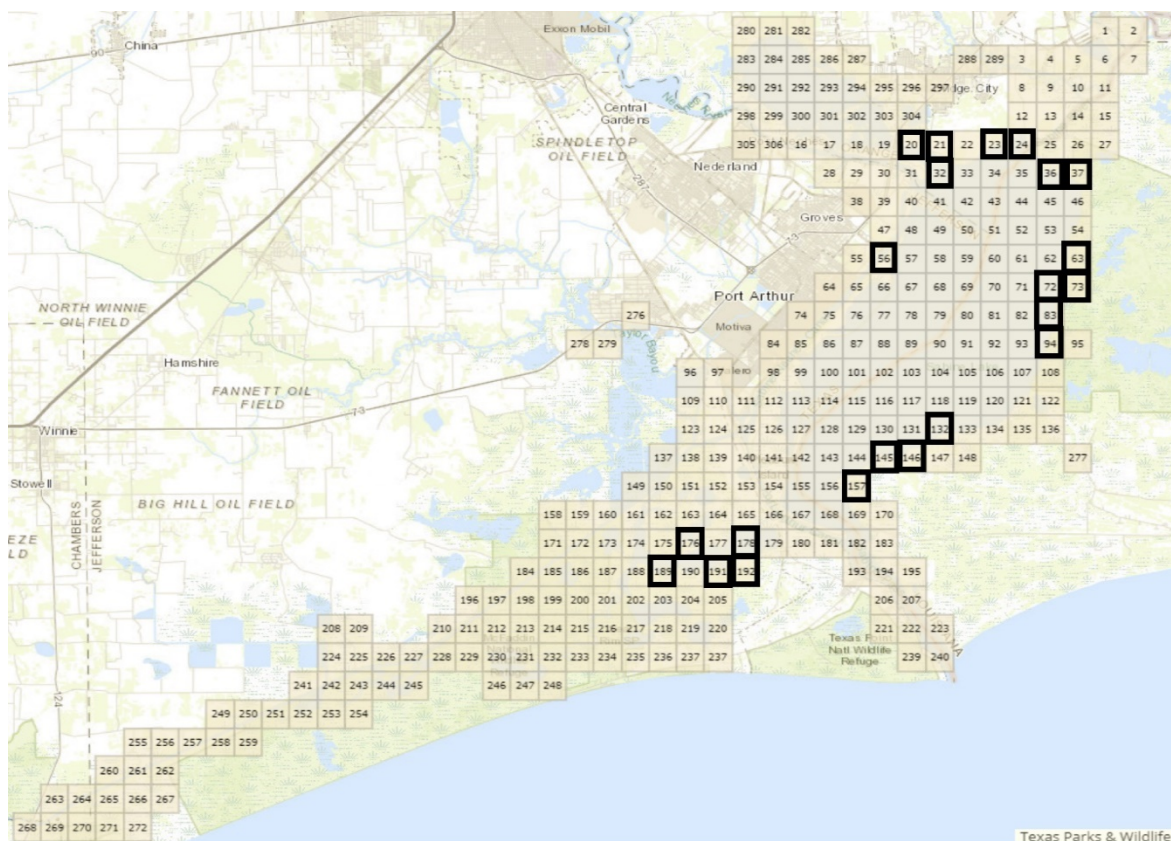 Exxon Mobil 280 281 282 1 2
90 China
283 284 285 286 287 288 289 3 4 5 6 7
290 291 292 293 294 295 296 297 dge. City 8 9 10 11
Central
Gardens
298 299 300 301 302 303 304 12 13 14 15
SPINDLETOP
OIL FIELD
305 306 16 17 18 19 20 21 22 23 24 25 26 27
Nederland
287
28 29 30 31 32 33 34 35 36 37
38 39 40 41 42 43 44 45 46
Groves
73
47 48 49 50 51 52 53 54
55 56 57 58 59 60 61 62 63
Port Arthur
64 65 66 67 68 69 70 71 72 73
NORTH WINNIE
OIL FIELD
276 74 75 76 77 78 79 80 81 82 83
Motiva
278 279 84 85 86 87 88 89 90 91 92 93 94 95
Hamshire
96 97 98 99 100 101 102 103 104 105 106 107 108
FANNETT OIL
FIELD
73
109 110 111 112 113 114 115 116 117 118 119 120 121 122
Winnie
123 124 125 126 127 128 129 130 131 132 133 134 135 136
137 138 139 140 141 142 143 144 145 146 147 148 277
Stowell
149 150 151 152 153 154 155 156 157
BIG HILL OIL FIELD
158 159 160 161 162 163 164 165 166 167 168 169 170
CHAMBERS
JEFFERSON
EZE
LD
171 172 173 174 175 176 177 178 179 180 181 182 183
184 185 186 187 188 189 190 191 192 193 194 195
196 197 198 199 200 201 202 203 204 205 206 207
208 209 210 211 212 213 214 215 216 217 218 219 220 221 222 223
Texas Point
Natl Wildlife
Refuge
224 225 226 227 228 229 230 231 232 233 234 235 236 237 237 239 240
241 242 243 244 245 246 247 248
124
249 250 251 252 253 254
255 256 257 258 259
260 261 262
263 264 265 266 267
268 269 270 271 272
Texas Parks & Wildlife